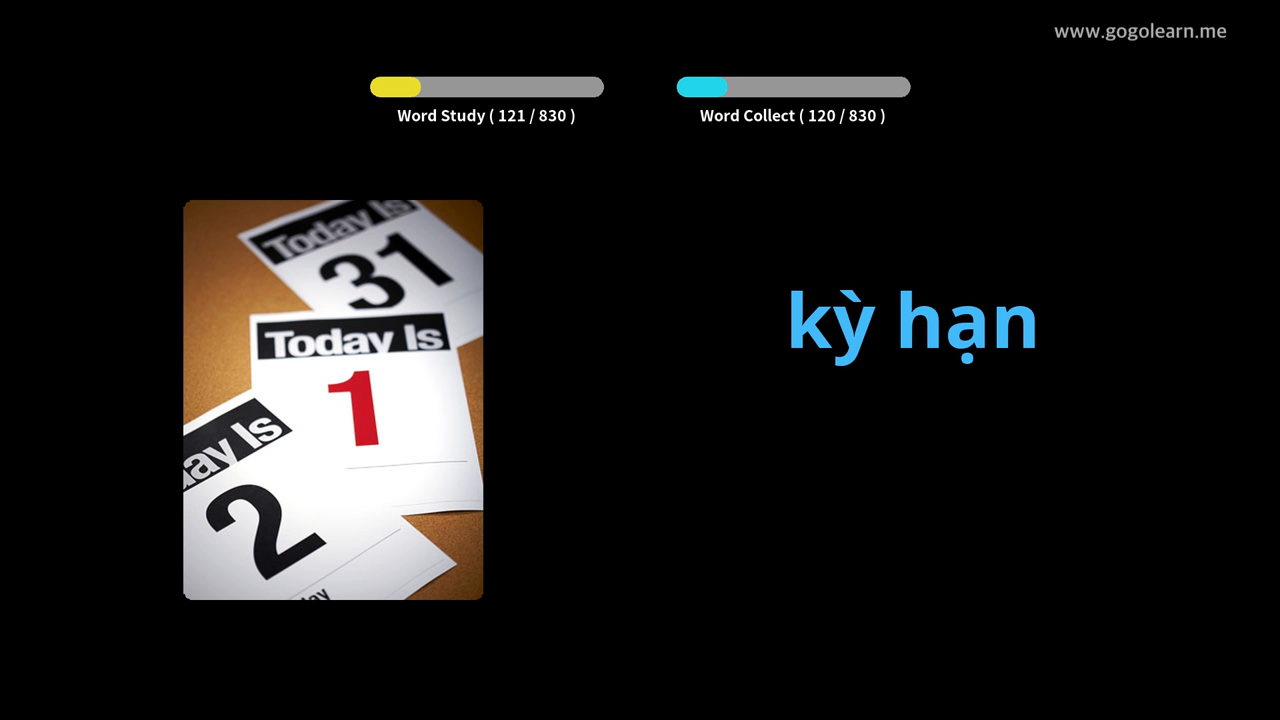 www.gogolearn.me
Word Study ( 121 / 830 )
Word Collect ( 120 / 830 )
Today Is
31
Today Is
1
ay Is
2
kỳ hạn